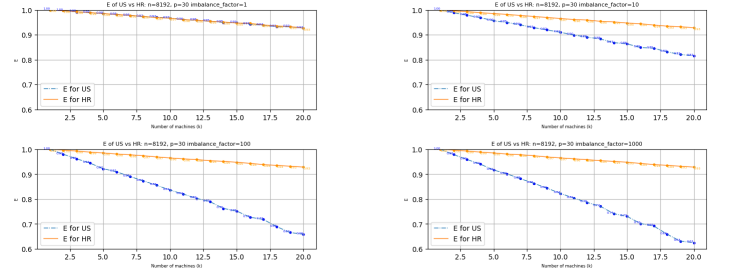 E of US vs HR: n=8192, p=30 imbalance_factor=1
1.0
0.9
0.8
0.7
0.6
E
E for US
E for HR
2.5 5.0 7.5 10.0 12.5 15.0 17.5 20.0
Number of machines (k)
E of US vs HR: n=8192, p=30 imbalance_factor=10
1.0
0.9
0.8
0.7
0.6
E
E for US
E for HR
2.5 5.0 7.5 10.0 12.5 15.0 17.5 20.0
Number of machines (k)
E of US vs HR: n=8192, p=30 imbalance_factor=100
1.0
0.9
0.8
0.7
0.6
E
E for US
E for HR
2.5 5.0 7.5 10.0 12.5 15.0 17.5 20.0
Number of machines (k)
E of US vs HR: n=8192, p=30 imbalance_factor=1000
1.0
0.9
0.8
0.7
0.6
E
E for US
E for HR
2.5 5.0 7.5 10.0 12.5 15.0 17.5 20.0
Number of machines (k)